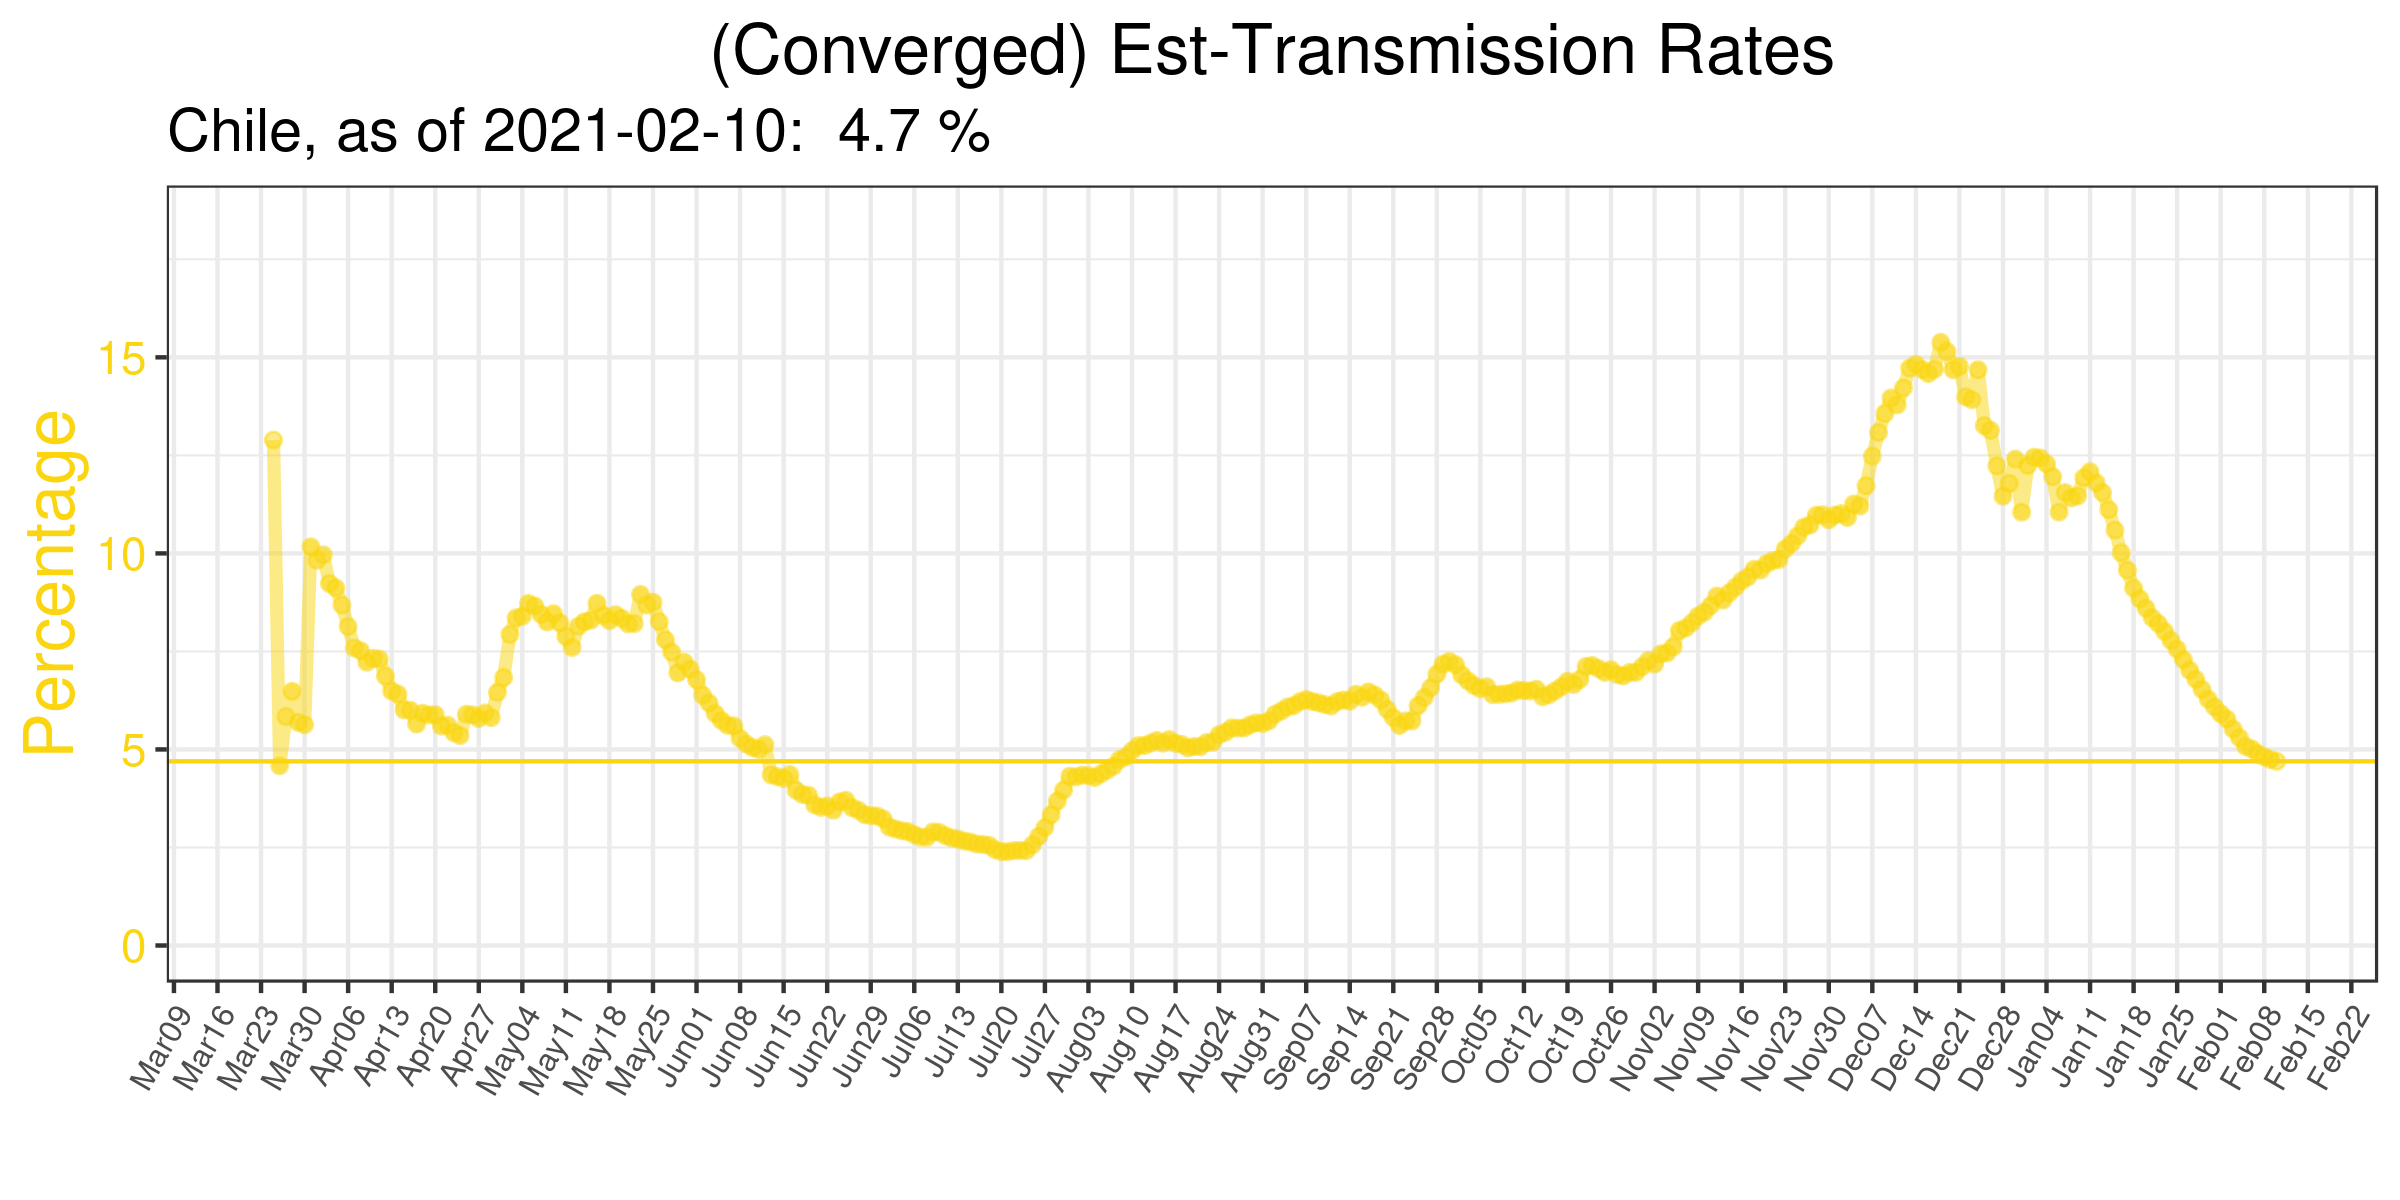 (Converged) Est-Transmission Rates
Chile, as of 2021-02-10:  4.7 %
Percentage
15
10
5
0
Mar09
Mar16
Mar23
Mar30
Apr06
Apr13
Apr20
Apr27
May04
May11
May18
May25
Jun01
Jun08
Jun15
Jun22
Jun29
Jul06
Jul13
Jul20
Jul27
Aug03
Aug10
Aug17
Aug24
Aug31
Sep07
Sep14
Sep21
Sep28
Oct05
Oct12
Oct19
Oct26
Nov02
Nov09
Nov16
Nov23
Nov30
Dec07
Dec14
Dec21
Dec28
Jan04
Jan11
Jan18
Jan25
Feb01
Feb08
Feb15
Feb22